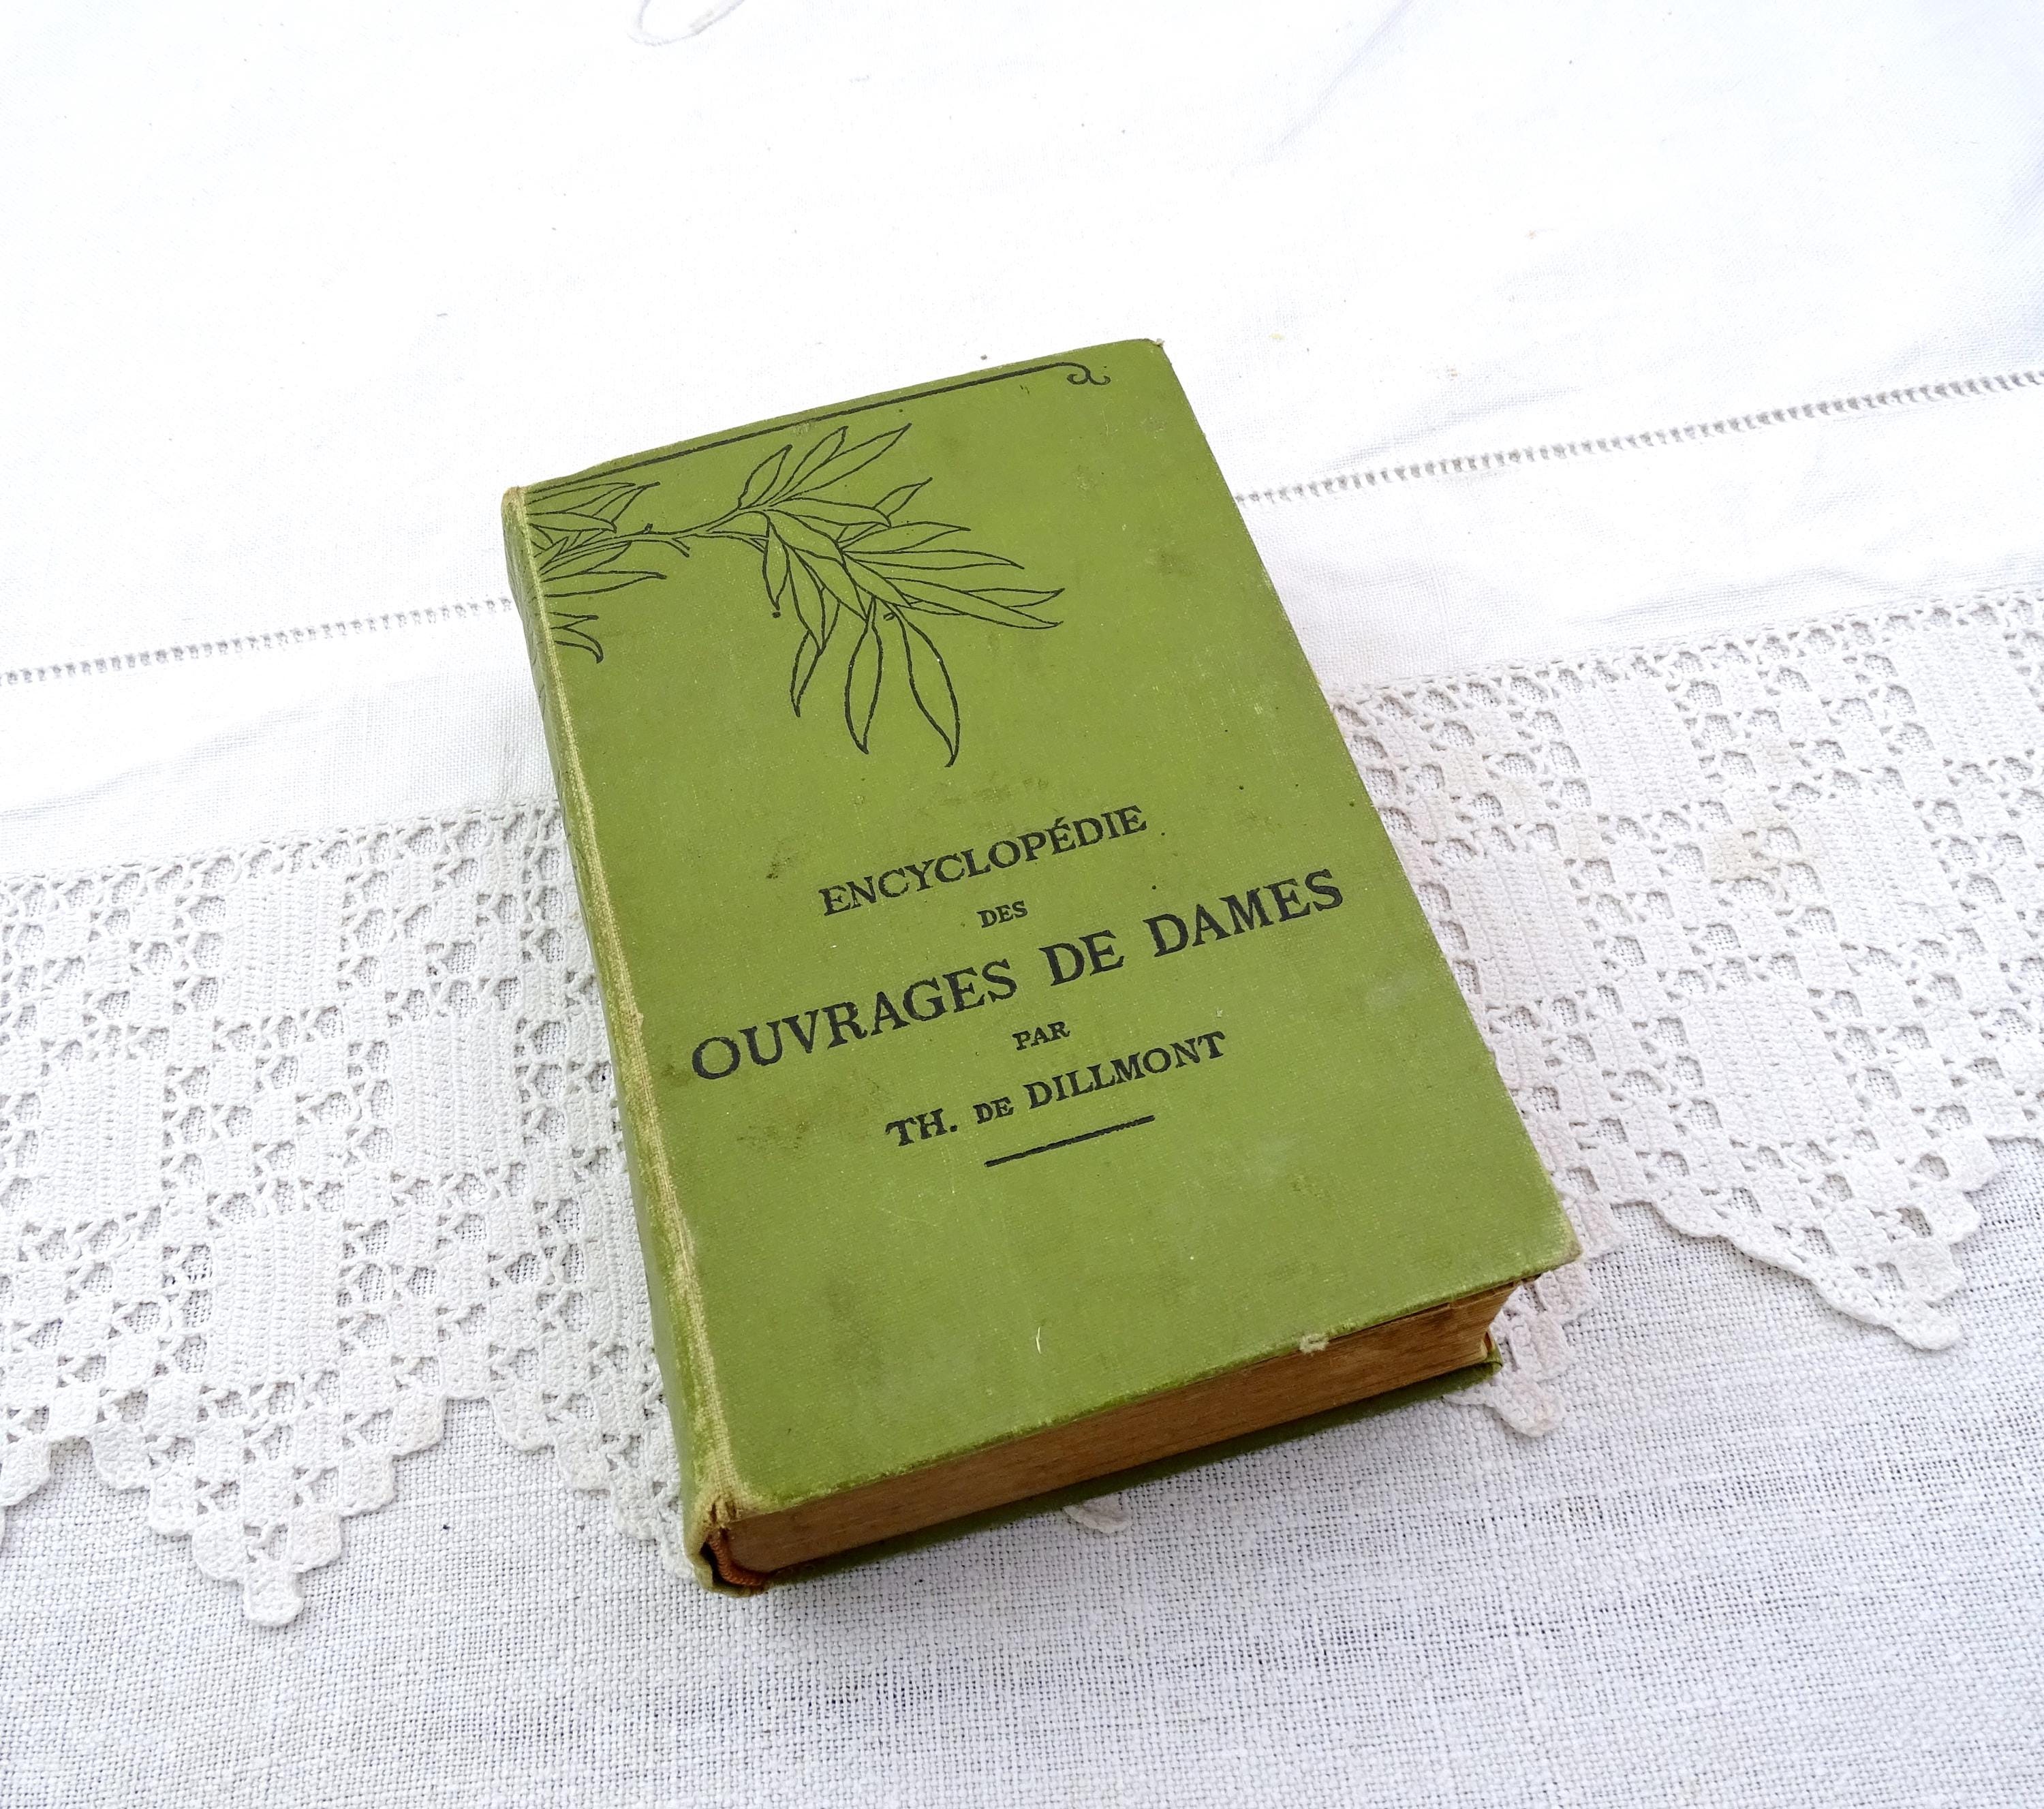 ENCYCLOPÉDIE
DES
OUVRAGES DE DAMES
PAR
TH. DE DILLMONT